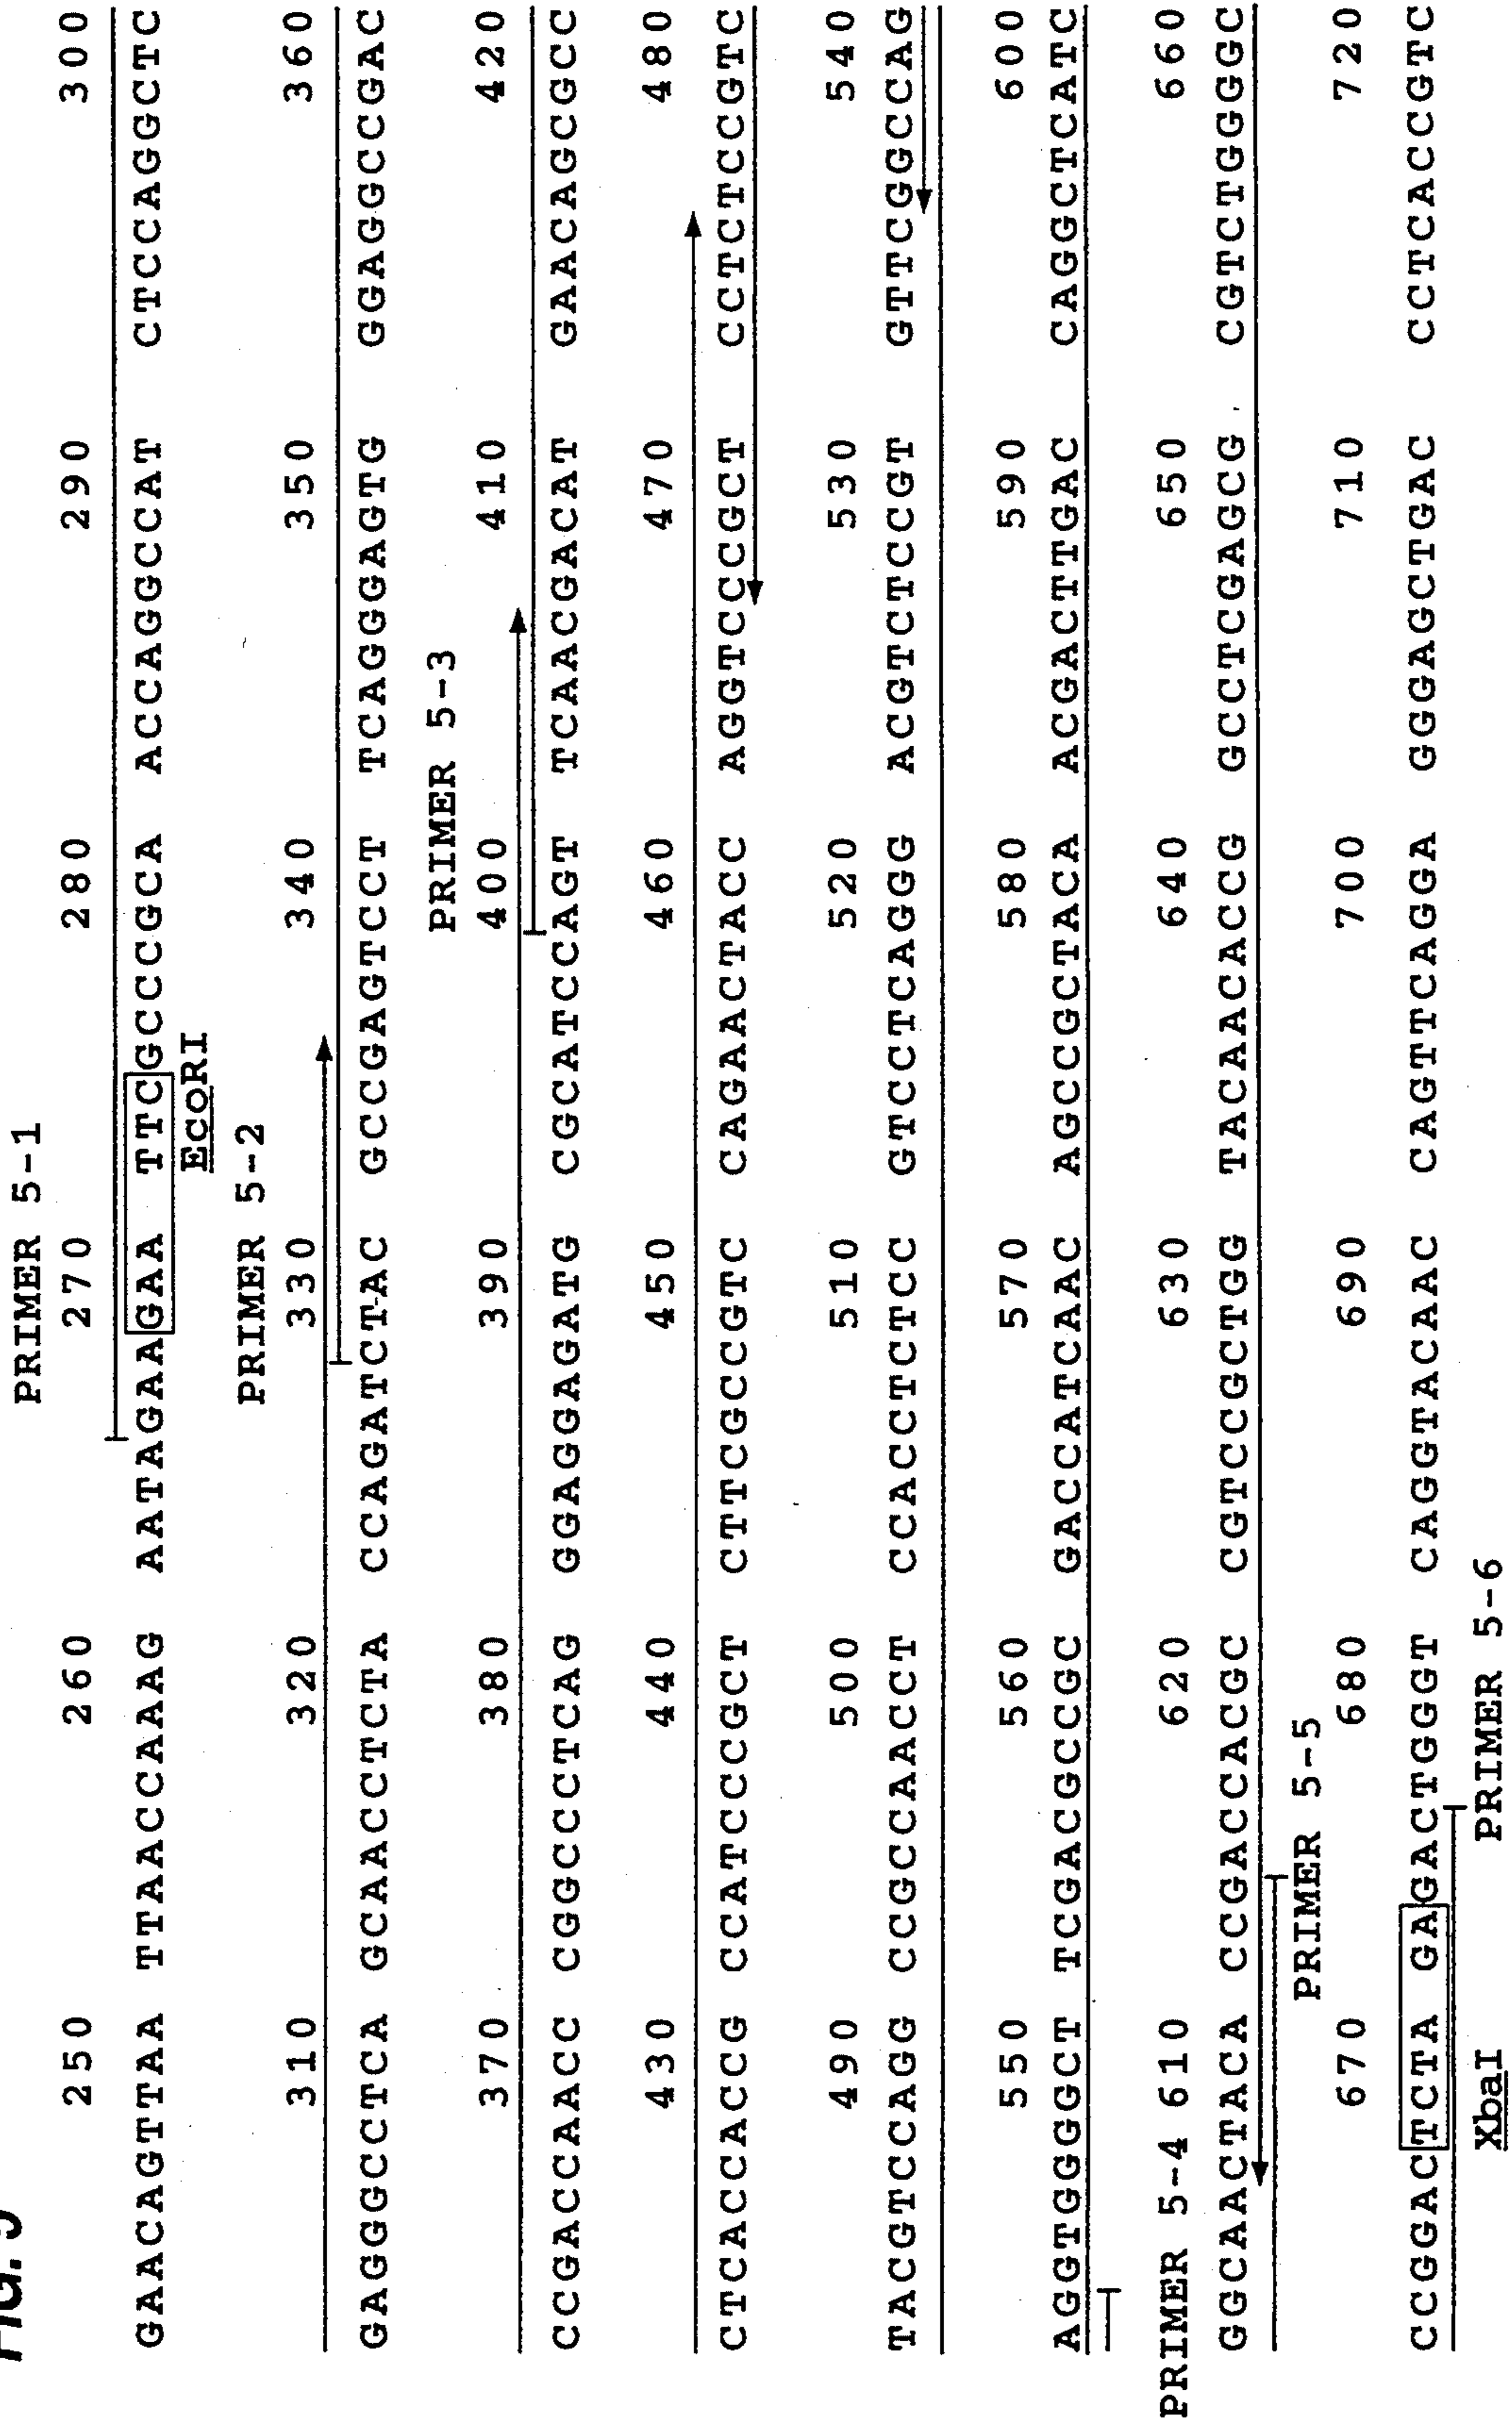 FIG. 5
PRIMER 5-1
250 260 270 280 290 300
GAACAGTTAA TTAACCAAAG AATAGAAGAA TTCGCCCGCA ACCAGGCCAT CTCCAGGCTC
EcoRI
PRIMER 5-2
310 320 330 340 350 360
GAGGGCCTCA GCAACCTCTA CCAGATCTAC GCCGAGTCCT TCAGGGAGTG GGAGGCCGAC
PRIMER 5-3
370 380 390 400 410 420
CCGACCAACC CGGCCCTCAG GGAGGAGATG CGCATCCAGT TCAACGACAT GAACAGCGCC
430 440 450 460 470 480
CTCACCACCG CCATCCCGCT CTTCGCCGTC CAGAACTACC AGGTCCCGCT CCTCTCCGTC
490 500 510 520 530 540
TACGTCCAGG CCGCCAACCT CCACCTCTCC GTCCTCAGGG ACGTCTCCGT GTTCGGCCAG
550 560 570 580 590 600
AGGTGGGGCT TCGACGCCGC GACCATCAAC AGCCGCTACA ACGACTTGAC CAGGCTCATC
PRIMER 5-4 610 620 630 640 650 660
GGCAACTACA CCGACCACGC CGTCCGCTGG TACAACACCG GCCTCGAGCG CGTCTGGGGC
PRIMER 5-5
670 680 690 700 710 720
CCGGACTCTA GAGACTGGGT CAGGTACAAC CAGTTCAGGA GGGAGCTGAC CCTCACCGTC
XbaI PRIMER 5-6